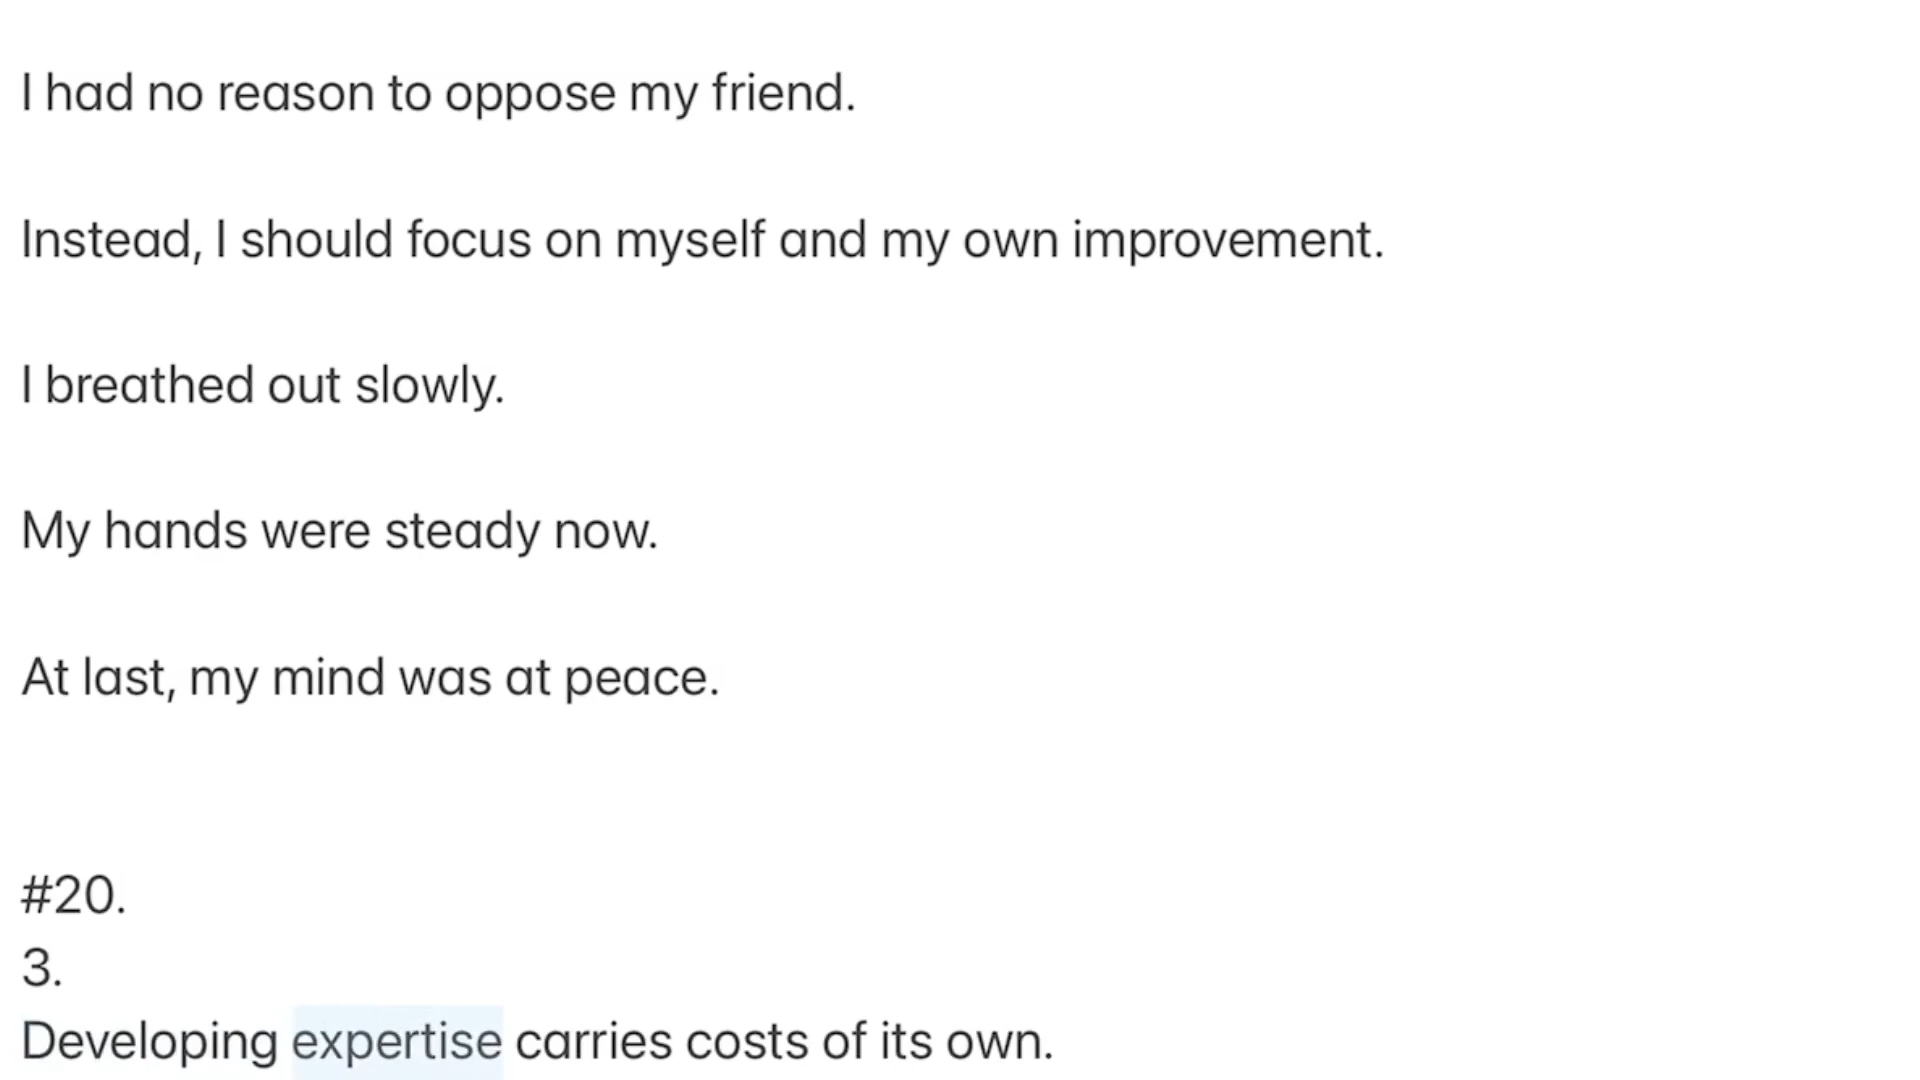 I had no reason to oppose my friend.
Instead, I should focus on myself and my own improvement.
I breathed out slowly.
My hands were steady now.
At last, my mind was at peace.
#20.
3.
Developing expertise carries costs of its own.